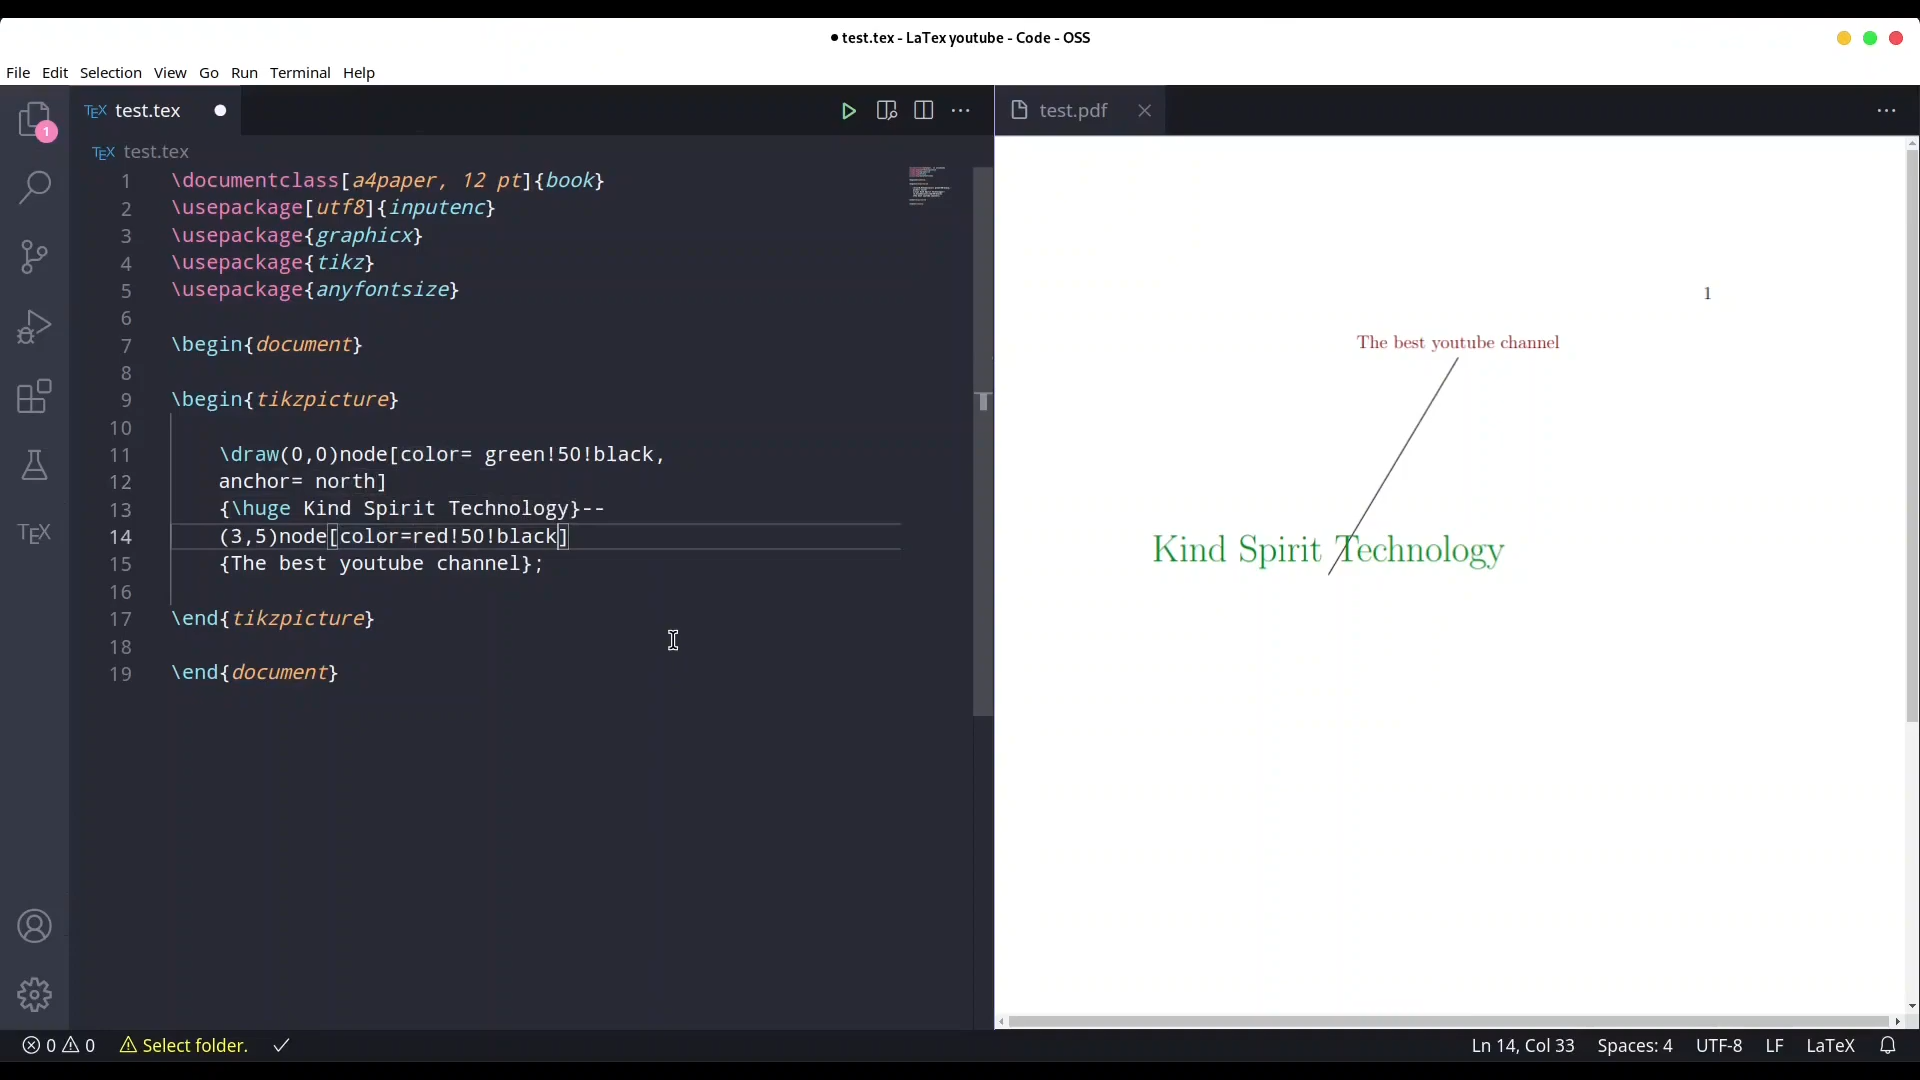 ● test.tex - LaTex youtube - Code - OSS
File Edit Selection View Go Run Terminal Help
TEX test.tex
test.pdf
1
TEX test.tex
1 \documentclass[a4paper, 12 pt]{book}
2 \usepackage[utf8]{inputenc}
3 \usepackage{graphicx}
4 \usepackage{tikz}
5 \usepackage{anyfontsize}
6
7 \begin{document}
8
9 \begin{tikzpicture}
10
11 \draw(0,0)node[color= green!50!black,
12 anchor= north]
13 {\huge Kind Spirit Technology}--
14 (3,5)node[color=red!50!black]
15 {The best youtube channel};
16
17 \end{tikzpicture}
18
19 \end{document}
TEX
1
The best youtube channel
Kind Spirit Technology
0 0 Select folder. Ln 14, Col 33 Spaces: 4 UTF-8 LF LaTeX